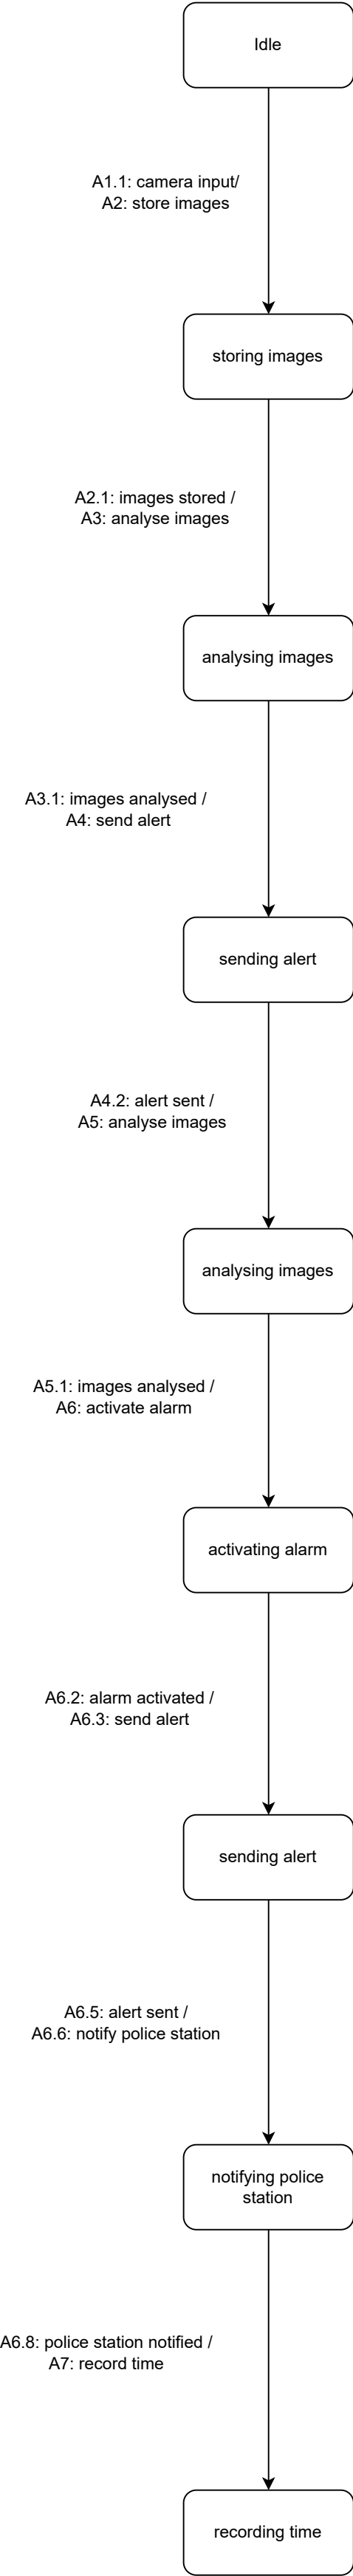 Idle
A1.1: camera input/
A2: store images
storing images
A2.1: images stored /
A3: analyse images
analysing images
A3.1: images analysed /
A4: send alert
sending alert
A4.2: alert sent /
A5: analyse images
analysing images
A5.1: images analysed /
A6: activate alarm
activating alarm
A6.2: alarm activated /
A6.3: send alert
sending alert
A6.5: alert sent /
A6.6: notify police station
notifying police
station
A6.8: police station notified /
A7: record time
recording time